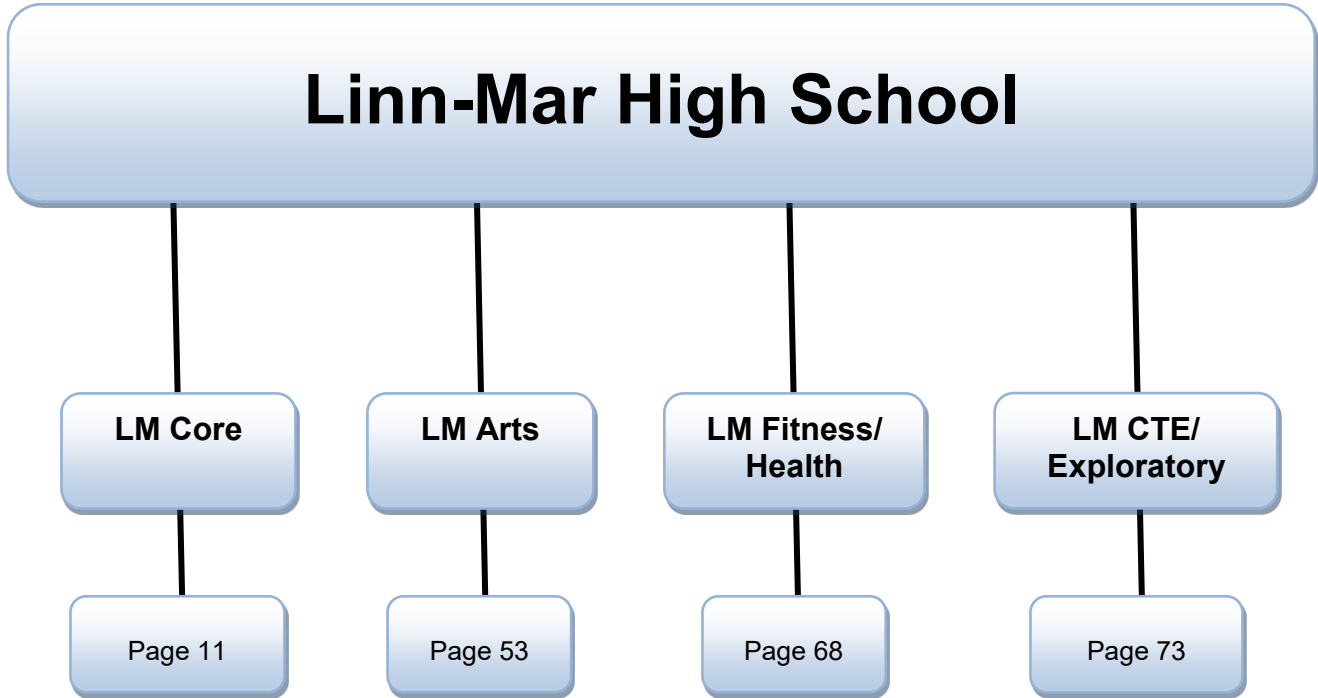 Linn-Mar High School
LM Core
LM Arts
LM Fitness/
Health
LM CTE/
Exploratory
Page 11
Page 53
Page 68
Page 73